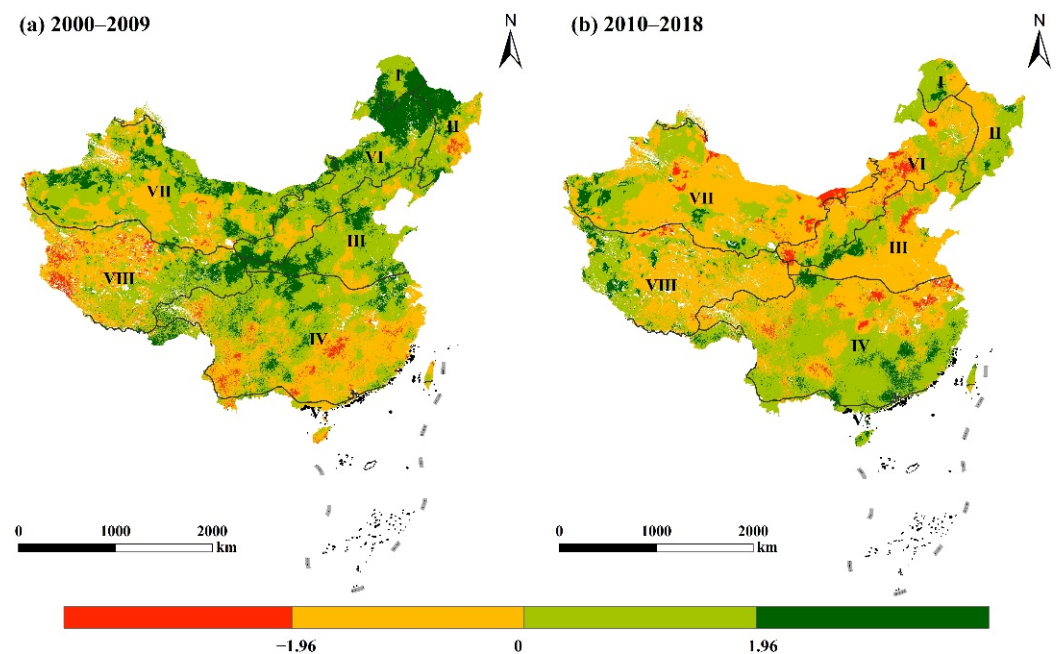 (a) 2000–2009
N
(b) 2010–2018
N
I
II
VI
VII
III
VIII
IV
V
I
II
VI
VII
III
VIII
IV
V
0 1000 2000
km
0 1000 2000
km
−1.96 0 1.96